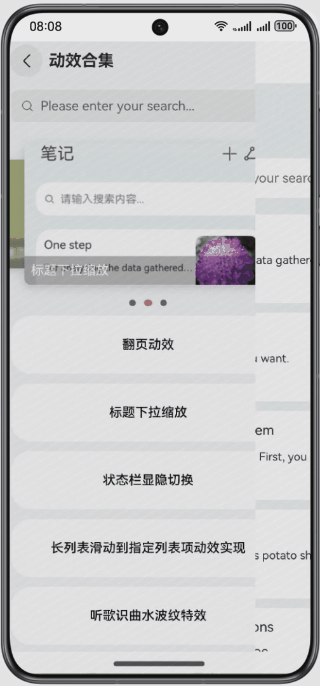 08:08
100
动效合集
Please enter your search...
your searc
笔记
请输入搜索内容...
One step
the data gathered...
标题下拉缩放
ata gather
翻页动效
want.
标题下拉缩放
em
First, you
状态栏显隐切换
长列表滑动到指定列表项动效实现
s potato sh
听歌识曲水波纹特效
ons